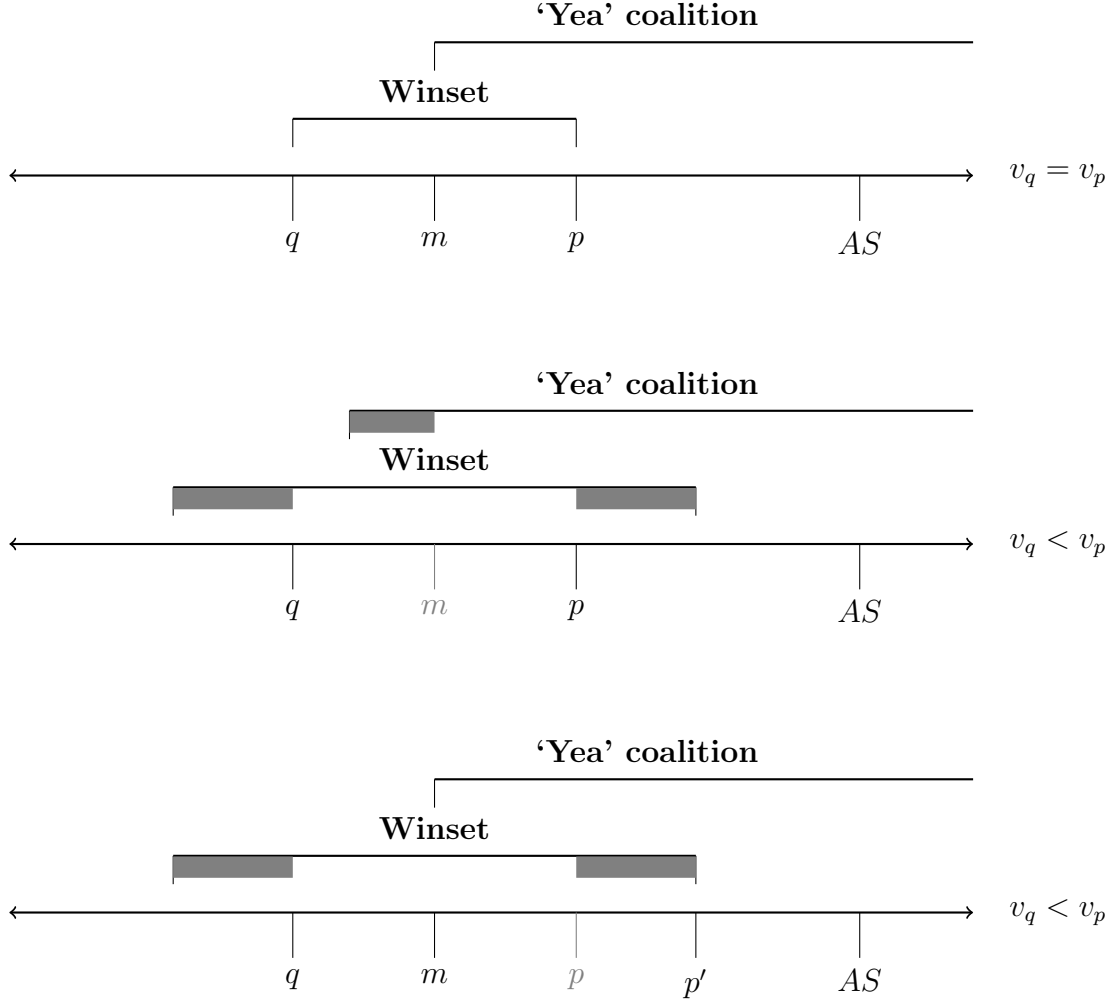 ‘Yea’ coalition
Winset
v_q = v_p
q m p AS
‘Yea’ coalition
Winset
v_q < v_p
q m p AS
‘Yea’ coalition
Winset
v_q < v_p
q m p p′ AS